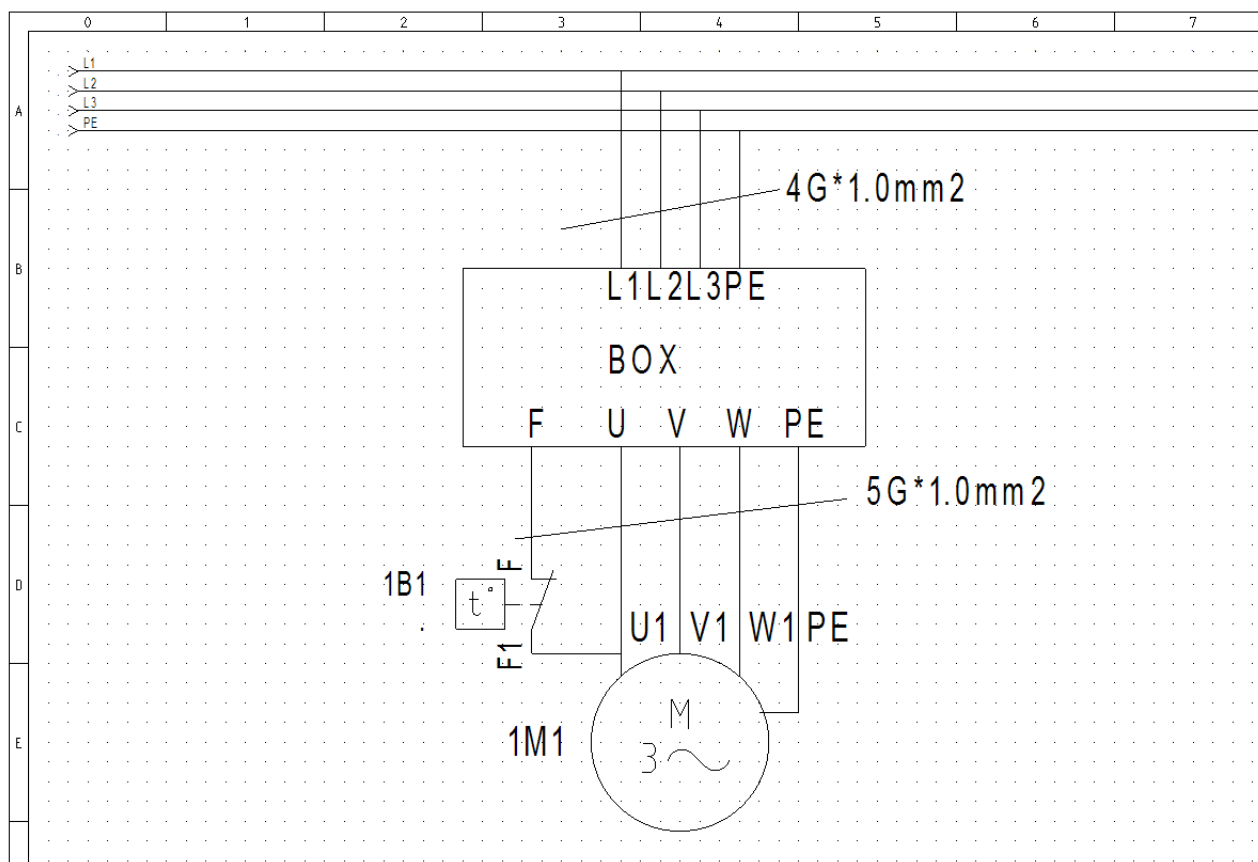 0 1 2 3 4 5 6 7
L1
L2
L3
PE
A
4G*1.0mm2
B
L1L2L3PE
BOX
C
F U V W PE
5G*1.0mm2
F
D
1B1
t°
.
U1 V1 W1 PE
F1
M
1M1
E
3